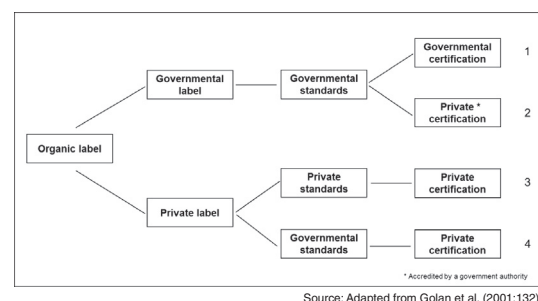 Governmental
certification
1
Governmental
label
Governmental
standards
Private *
certification
2
Organic label
Private
standards
Private
certification
3
Private label
Governmental
standards
Private
certification
4
* Accredited by a government authority
Source: Adapted from Golan et al. (2001:132)